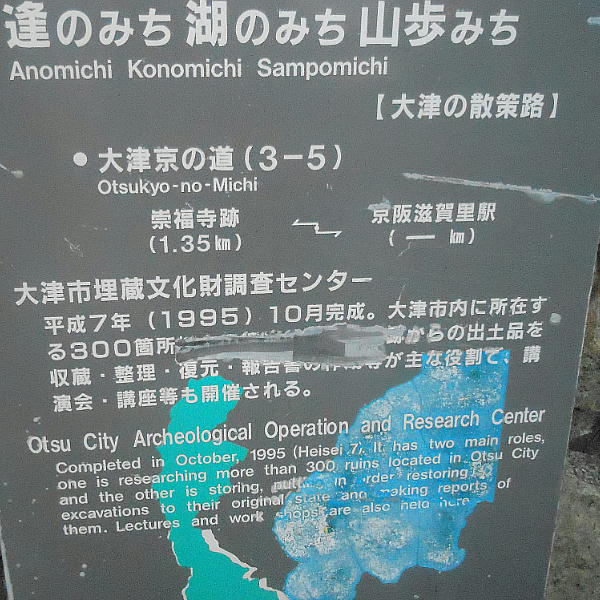 逢のみち 湖のみち 山歩みち
Anomichi Konomichi Sampomichi
【大津の散策路】
● 大津京の道(3−5)
Otsukyo-no-Michi
崇福寺跡 京阪滋賀里駅
(1.35㎞) (― ㎞)
大津市埋蔵文化財調査センター
平成7年(1995)10月完成。大津市内に所在す
る300箇所 からの出土品を
収蔵・整理・復元・報告書の 等が主な役割で、講
演会・講座等も開催される。
Otsu City Archeological Operation and Research Center
Completed in October, 1995 (Heisei 7). It has two main roles,
one is researching more than 300 ruins located in Otsu City
and the other is storing, in order restoring
excavations to their original state and making reports of
them. Lectures and work shops are also held here.